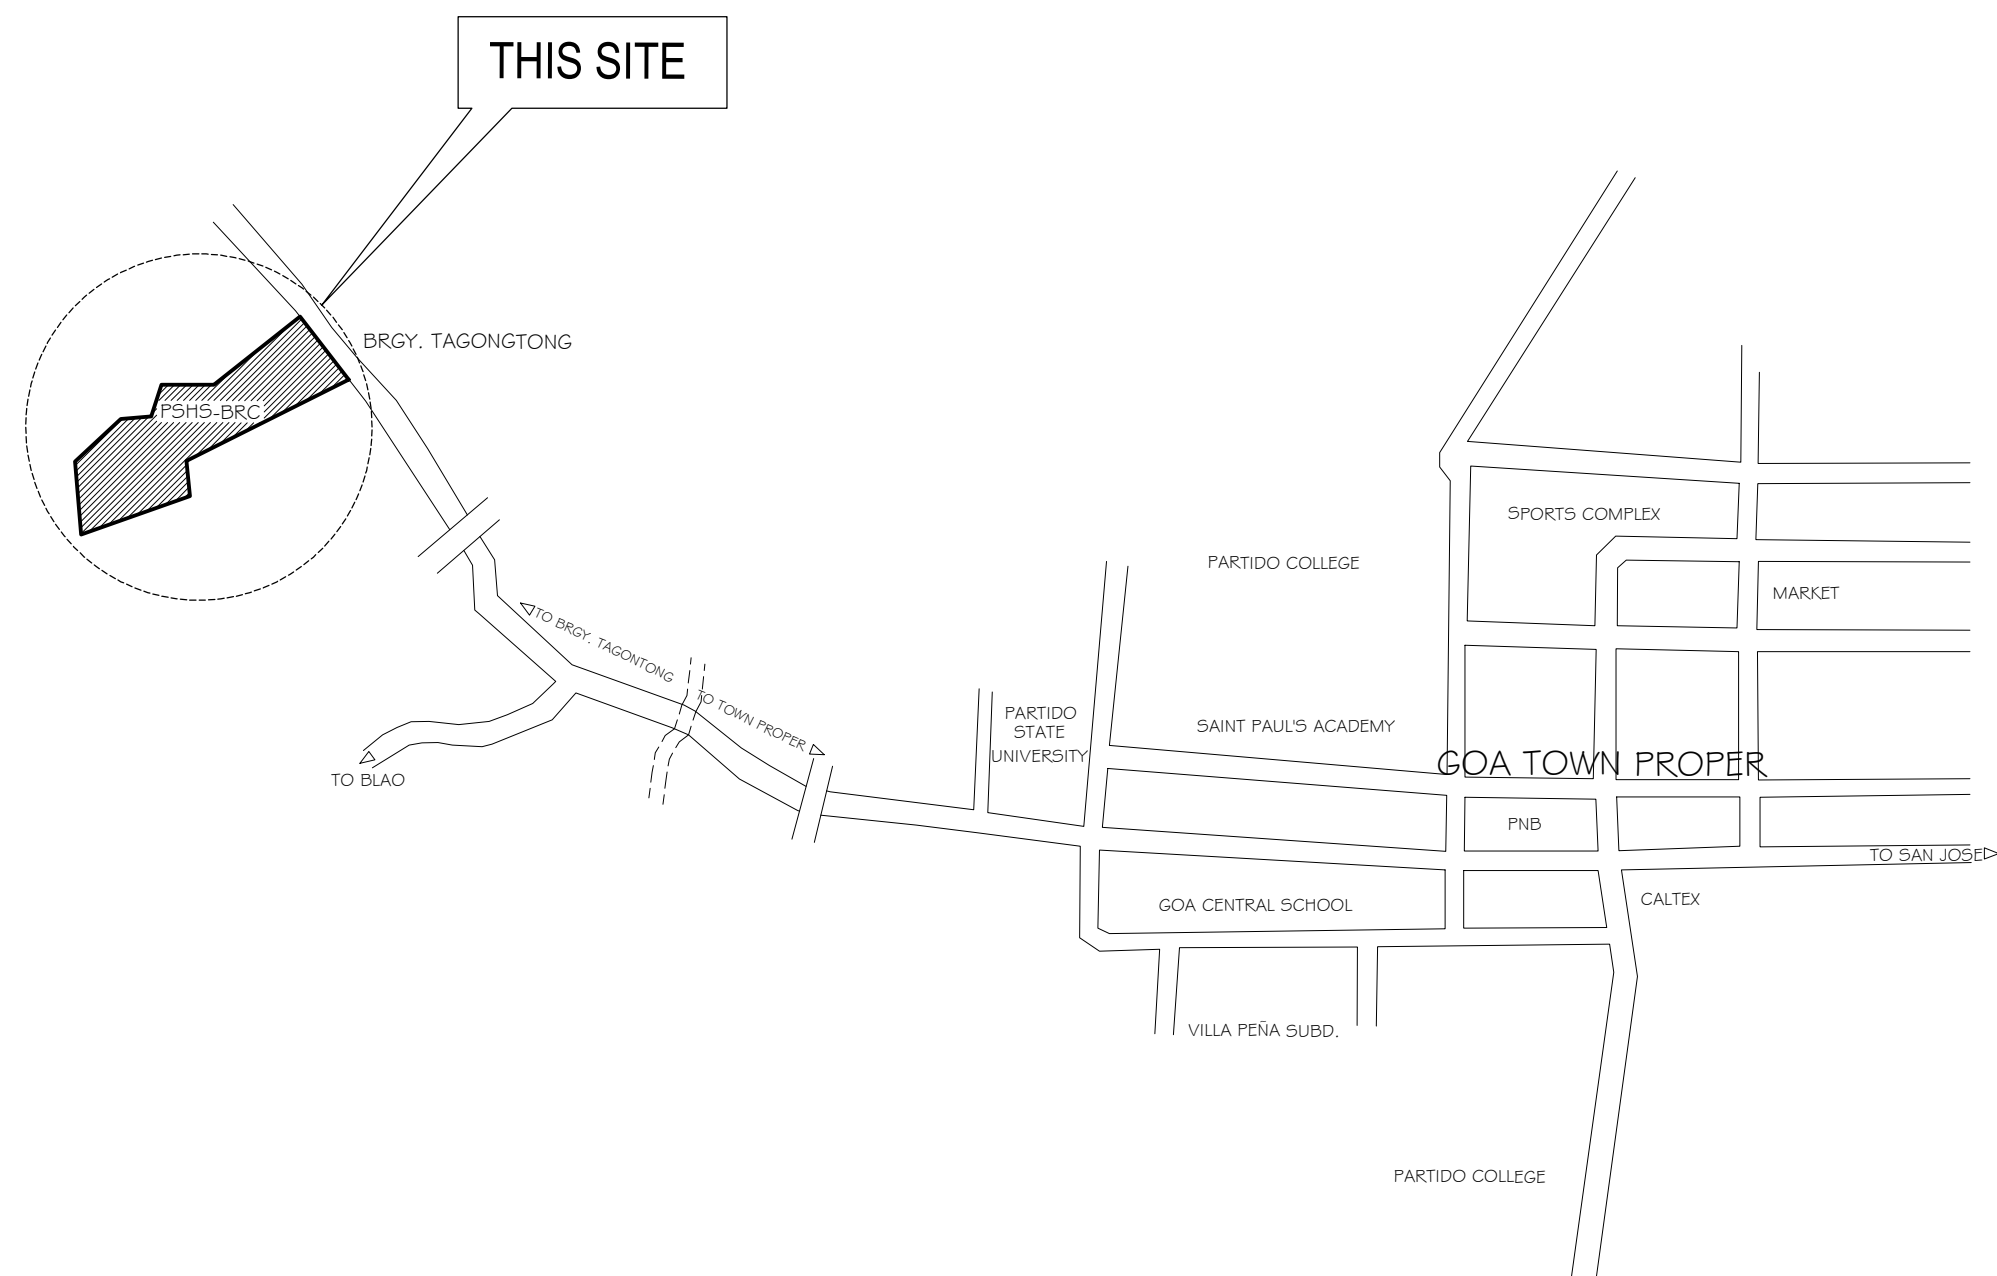 THIS SITE
BRGY. TAGONGTONG
PSHS-BRC
SPORTS COMPLEX
PARTIDO COLLEGE
MARKET
TO BRGY. TAGONTONG
TO TOWN PROPER
PARTIDO
STATE
UNIVERSITY
SAINT PAUL'S ACADEMY
GOA TOWN PROPER
TO BLAO
PNB
TO SAN JOSE
CALTEX
GOA CENTRAL SCHOOL
VILLA PEÑA SUBD.
PARTIDO COLLEGE